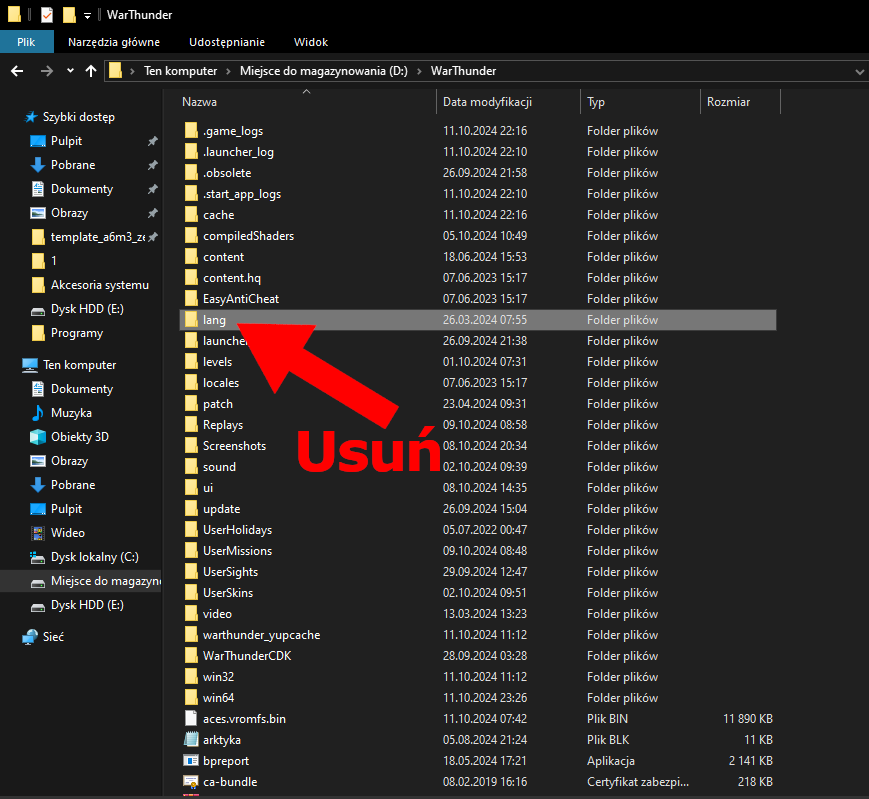 WarThunder
Plik Narzędzia główne Udostępnianie Widok
Ten komputer Miejsce do magazynowania (D:) WarThunder
Nazwa Data modyfikacji Typ Rozmiar
Szybki dostęp
Pulpit
Pobrane
Dokumenty
Obrazy
template_a6m3_ze
1
Akcesoria systemu
Dysk HDD (E:)
Programy
Ten komputer
Dokumenty
Muzyka
Obiekty 3D
Obrazy
Pobrane
Pulpit
Wideo
Dysk lokalny (C:)
Miejsce do magazyno
Dysk HDD (E:)
Sieć
.game_logs 11.10.2024 22:16 Folder plików
.launcher_log 11.10.2024 22:10 Folder plików
.obsolete 26.09.2024 21:58 Folder plików
.start_app_logs 11.10.2024 22:10 Folder plików
cache 11.10.2024 22:16 Folder plików
compiledShaders 05.10.2024 10:49 Folder plików
content 18.06.2024 15:53 Folder plików
content.hq 07.06.2023 15:17 Folder plików
EasyAntiCheat 07.06.2023 15:17 Folder plików
lang 26.03.2024 07:55 Folder plików
launcher 26.09.2024 21:38 Folder plików
levels 01.10.2024 07:31 Folder plików
locales 07.06.2023 15:17 Folder plików
patch 23.04.2024 09:31 Folder plików
Replays 09.10.2024 08:58 Folder plików
Screenshots 08.10.2024 20:34 Folder plików
Usuń
sound 02.10.2024 09:39 Folder plików
ui 08.10.2024 14:35 Folder plików
update 26.09.2024 15:04 Folder plików
UserHolidays 05.07.2022 00:47 Folder plików
UserMissions 09.10.2024 08:48 Folder plików
UserSights 29.09.2024 12:47 Folder plików
UserSkins 02.10.2024 09:51 Folder plików
video 13.03.2024 13:23 Folder plików
warthunder_yupcache 11.10.2024 11:12 Folder plików
WarThunderCDK 28.09.2024 03:28 Folder plików
win32 11.10.2024 11:12 Folder plików
win64 11.10.2024 23:26 Folder plików
aces.vromfs.bin 11.10.2024 07:42 Plik BIN 11 890 KB
arktyka 05.08.2024 21:24 Plik BLK 11 KB
bpreport 18.05.2024 17:21 Aplikacja 2 141 KB
ca-bundle 08.02.2019 16:16 Certyfikat zabezpi... 218 KB